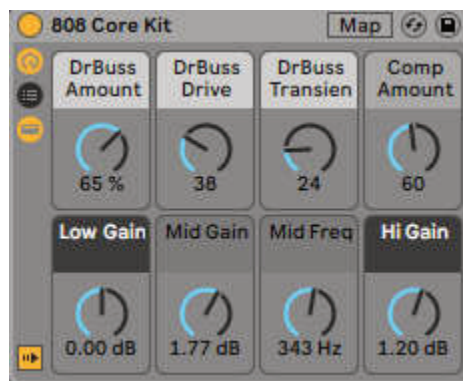 808 Core Kit Map
DrBuss Amount
DrBuss Drive
DrBuss Transien
Comp Amount
65 % 38 24 60
Low Gain Mid Gain Mid Freq Hi Gain
0.00 dB 1.77 dB 343 Hz 1.20 dB